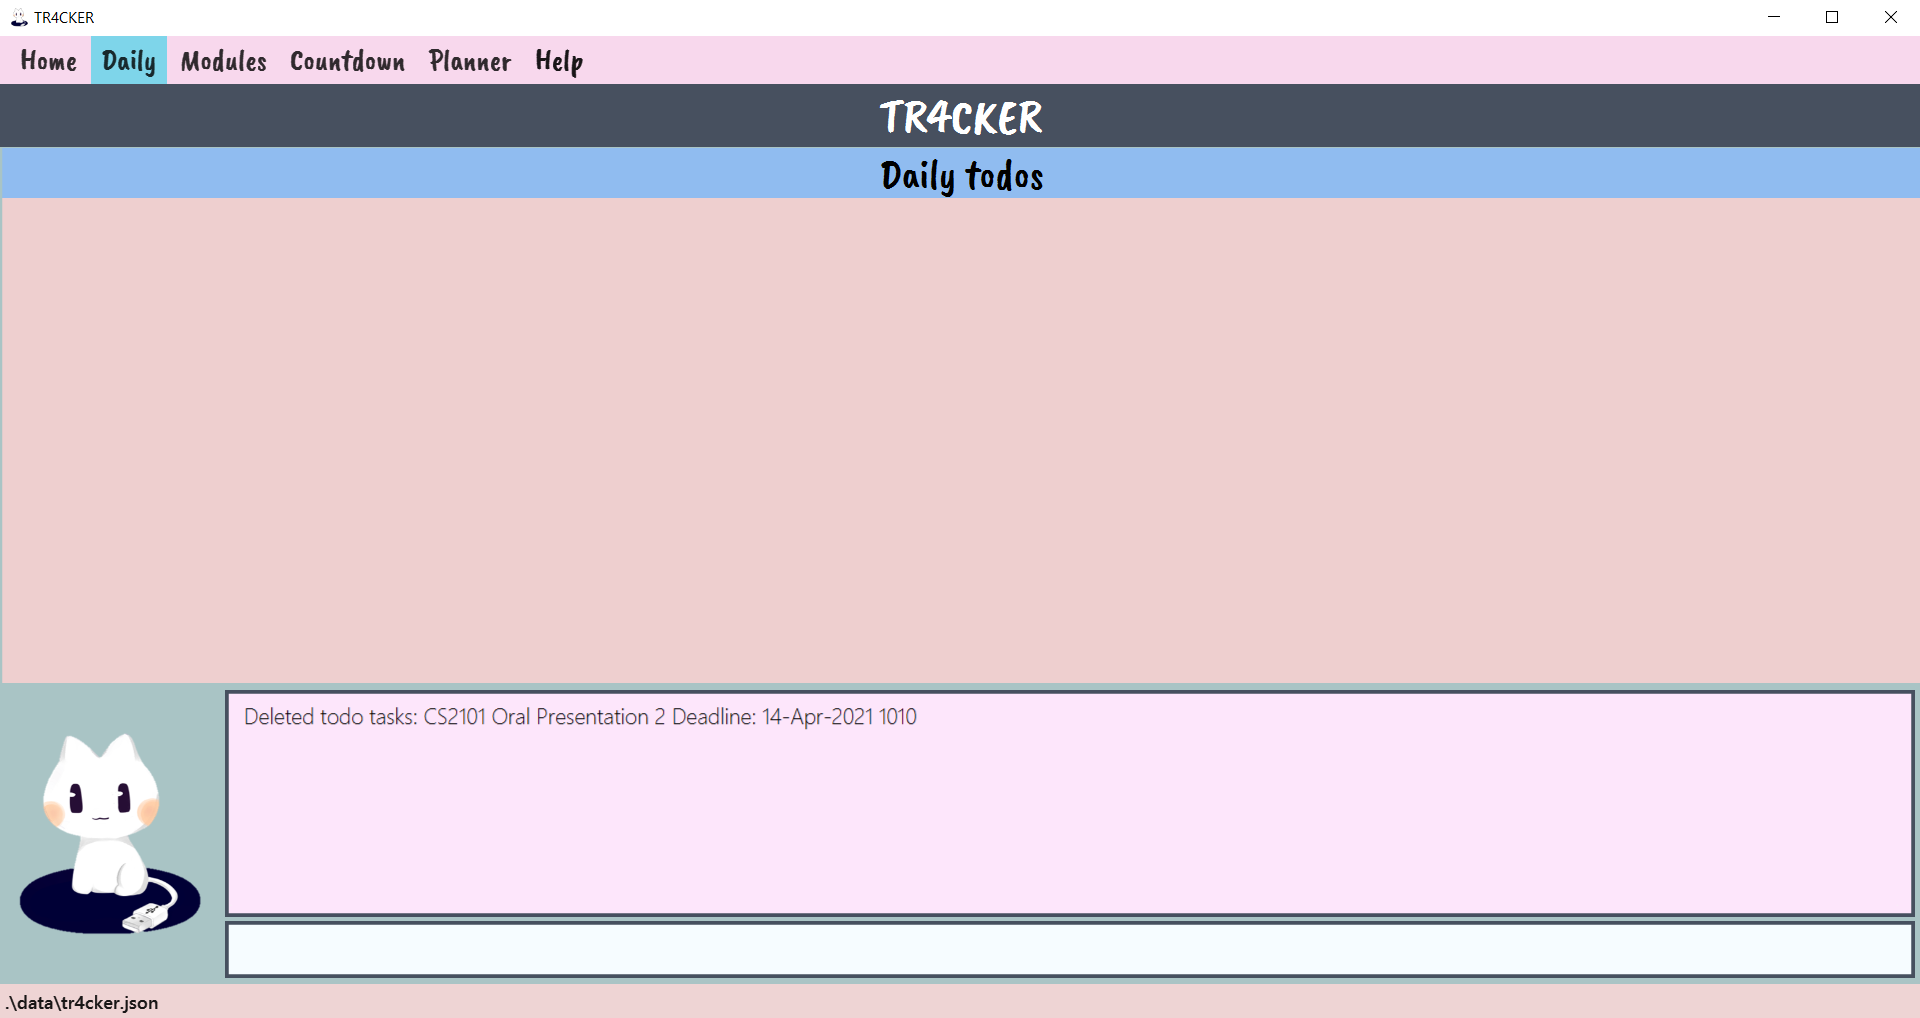 TR4CKER
Home Daily Modules Countdown Planner Help
TR4CKER
Daily todos
Deleted todo tasks: CS2101 Oral Presentation 2 Deadline: 14-Apr-2021 1010
.\data\tr4cker.json